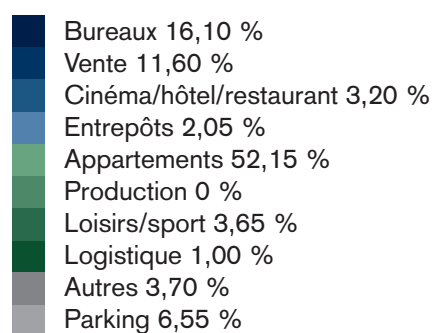 Bureaux 16,10 %
Vente 11,60 %
Cinéma/hôtel/restaurant 3,20 %
Entrepôts 2,05 %
Appartements 52,15 %
Production 0 %
Loisirs/sport 3,65 %
Logistique 1,00 %
Autres 3,70 %
Parking 6,55 %